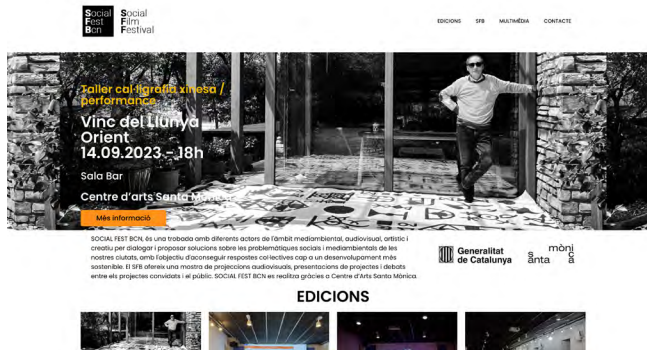 Social
Fest
Bcn
Social
Film
Festival
EDICIONS SFB MULTIMÈDIA CONTACTE
Taller cal·ligrafia xinesa /
performance
Vinc del Llunyà
Orient
14.09.2023 - 18h
Sala Bar
Centre d'arts Santa Mònica
Més informació
SOCIAL FEST BCN, és una trobada amb diferents actors de l'àmbit mediambiental, audiovisual, artístic i
creatiu per dialogar i proposar solucions sobre les problemàtiques socials i mediambientals de les
nostres ciutats, amb l'objectiu d'aconseguir respostes col·lectives cap a un desenvolupament més
sostenible. El SFB ofereix una mostra de projeccions audiovisuals, presentacions de projectes i debats
entre els projectes convidats i el públic. SOCIAL FEST BCN es realitza gràcies a Centre d'Arts Santa Mònica.
Generalitat
de Catalunya
mòni
santa ca
EDICIONS